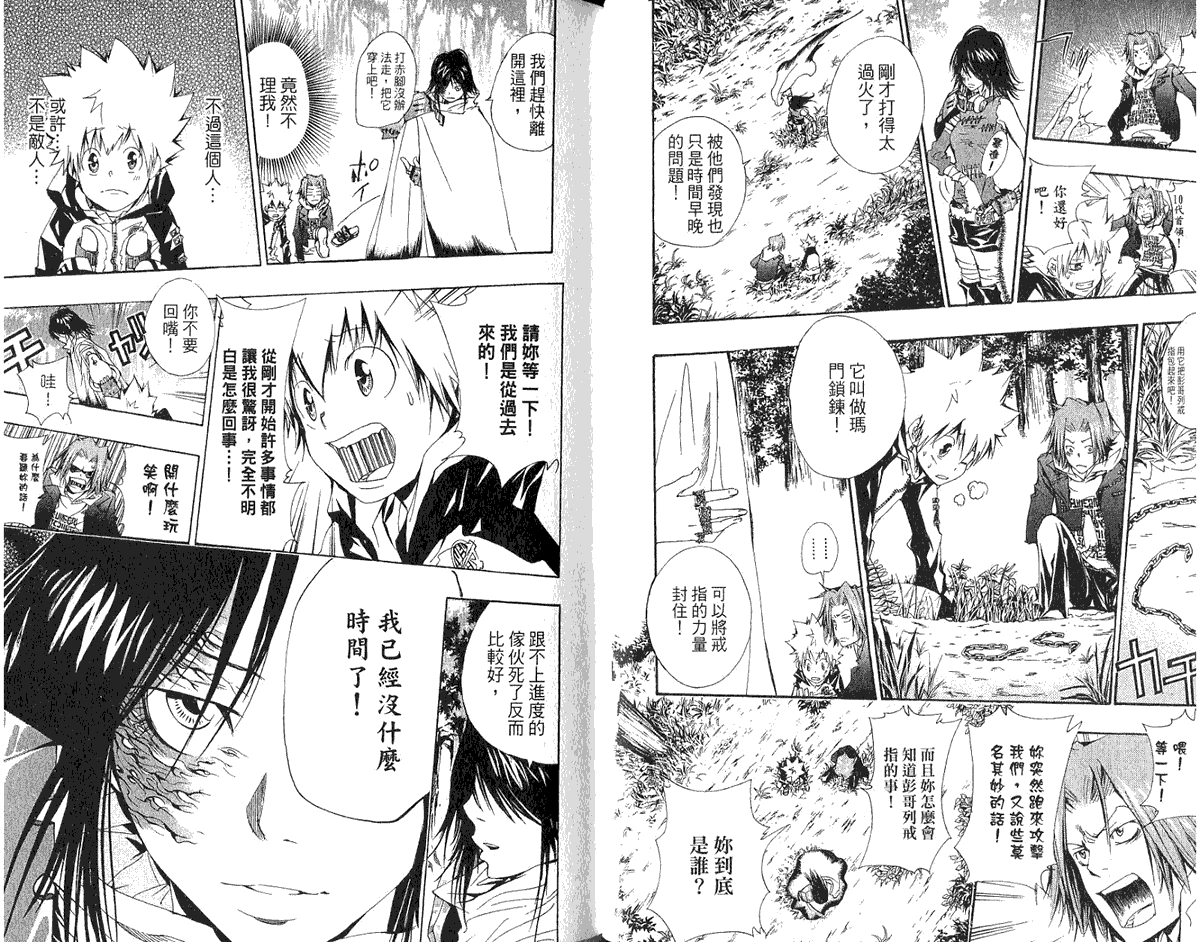 10代首領！
你還好
吧！
剛才打得太
過火了，
被他們發現也
只是時間早晚
的問題！
用它把彭哥列戒
指包起來吧！
它叫做瑪
門鎖鍊！
……
可以將戒
指的力量
封住！
喂！
等一下！
妳突然跑來攻擊
我們，又說些莫
名其妙的話！
而且妳怎麼會
知道彭哥列戒
指的事！
妳到底
是誰？
我們趕快離
開這裡，
打赤腳沒辦
法走，把它
穿上吧！
ポイ
竟然不
理我！
不過這個人…
或許…
不是敵人…
請妳等一下！
我們是從過去
來的！
從剛才開始許多事情都
讓我很驚訝，完全不明
白是怎麼回事…！
你不要
回嘴！
哇！
開什麼玩
笑啊！
為什麼
要聽妳的話！
跟不上進度的
傢伙死了反而
比較好，
我已經沒什麼
時間了！